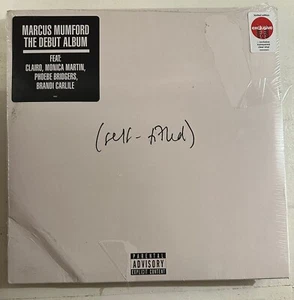 MARCUS MUMFORD
THE DEBUT ALBUM
FEAT:
CLAIRO, MONICA MARTIN,
PHOEBE BRIDGERS,
BRANDI CARLILE
exclusive
(self-titled)
PARENTAL
ADVISORY
EXPLICIT CONTENT